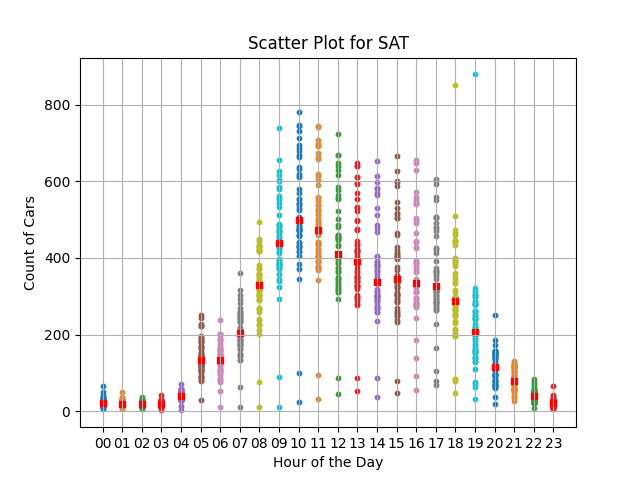 Scatter Plot for SAT
Count of Cars
800
600
400
200
0
00 01 02 03 04 05 06 07 08 09 10 11 12 13 14 15 16 17 18 19 20 21 22 23
Hour of the Day